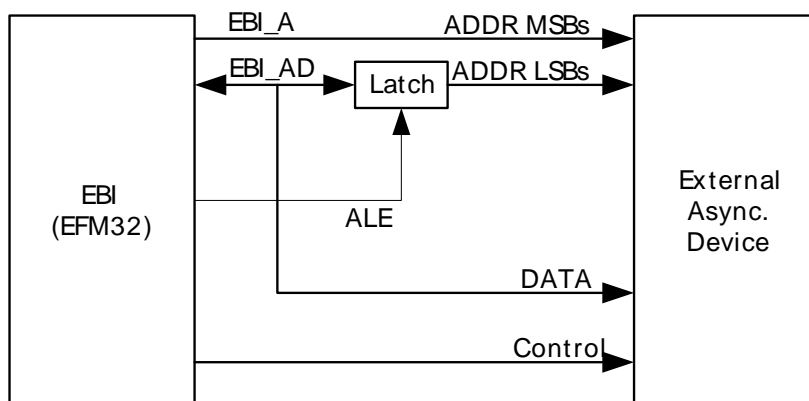 EBI_A
ADDR MSBs
EBI_AD
Latch
ADDR LSBs
EBI
(EFM32)
ALE
External
Async.
Device
DATA
Control